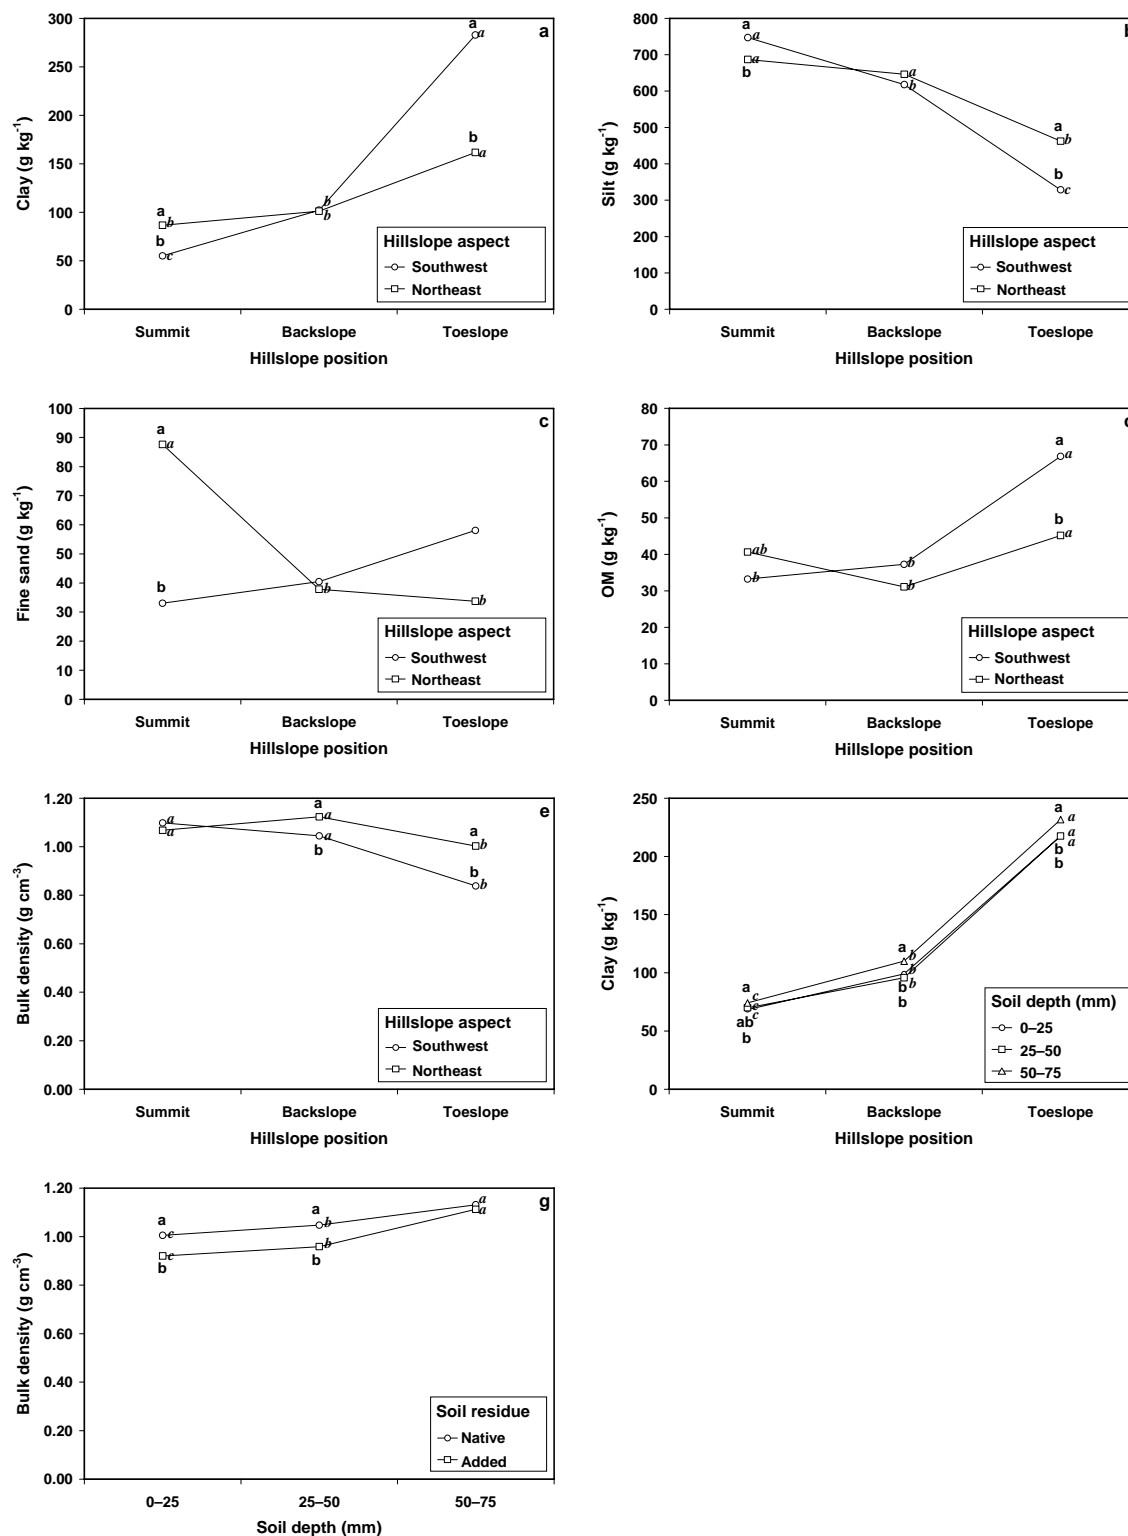 a
Clay (g kg-1)
300
250
200
150
100
50
0
a
a
b
a
a
b
b
c
b
b
Hillslope aspect
Southwest
Northeast
Summit
Backslope
Toeslope
Hillslope position
Silt (g kg-1)
800
700
600
500
400
300
200
100
0
a
a
a
b
a
b
a
b
b
c
Hillslope aspect
Southwest
Northeast
Summit
Backslope
Toeslope
Hillslope position
c
Fine sand (g kg-1)
100
90
80
70
60
50
40
30
20
10
0
a
a
b
b
b
Hillslope aspect
Southwest
Northeast
Summit
Backslope
Toeslope
Hillslope position
OM (g kg-1)
80
70
60
50
40
30
20
10
0
a
a
b
a
ab
b
b
b
Hillslope aspect
Southwest
Northeast
Summit
Backslope
Toeslope
Hillslope position
e
Bulk density (g cm-3)
1.20
1.00
0.80
0.60
0.40
0.20
0.00
a
a
a
a
a
b
a
b
b
b
Hillslope aspect
Southwest
Northeast
Summit
Backslope
Toeslope
Hillslope position
Clay (g kg-1)
250
200
150
100
50
0
a
a
a
a
b
b
a
b
b
b
b
b
a
c
c
c
ab
b
Soil depth (mm)
0–25
25–50
50–75
Summit
Backslope
Toeslope
Hillslope position
g
Bulk density (g cm-3)
1.20
1.00
0.80
0.60
0.40
0.20
0.00
a
c
c
b
a
b
b
b
a
a
Soil residue
Native
Added
0–25
25–50
50–75
Soil depth (mm)